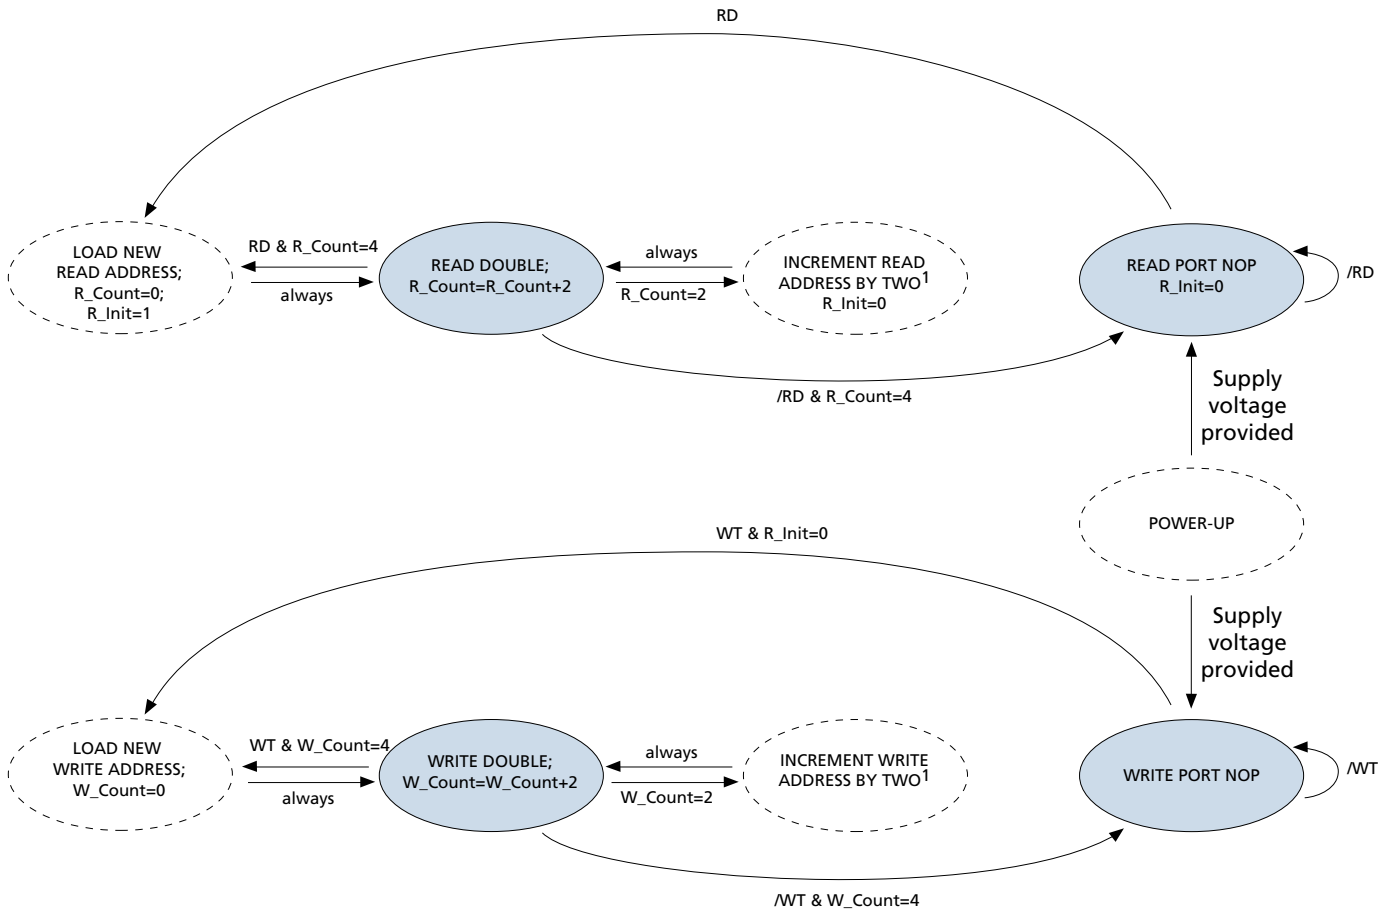 RD
LOAD NEW
READ ADDRESS;
R_Count=0;
R_Init=1
RD & R_Count=4
always
READ DOUBLE;
R_Count=R_Count+2
always
R_Count=2
INCREMENT READ
ADDRESS BY TWO1
R_Init=0
READ PORT NOP
R_Init=0
/RD
/RD & R_Count=4
Supply
voltage
provided
POWER-UP
Supply
voltage
provided
WT & R_Init=0
LOAD NEW
WRITE ADDRESS;
W_Count=0
WT & W_Count=4
always
WRITE DOUBLE;
W_Count=W_Count+2
always
W_Count=2
INCREMENT WRITE
ADDRESS BY TWO1
WRITE PORT NOP
/WT
/WT & W_Count=4